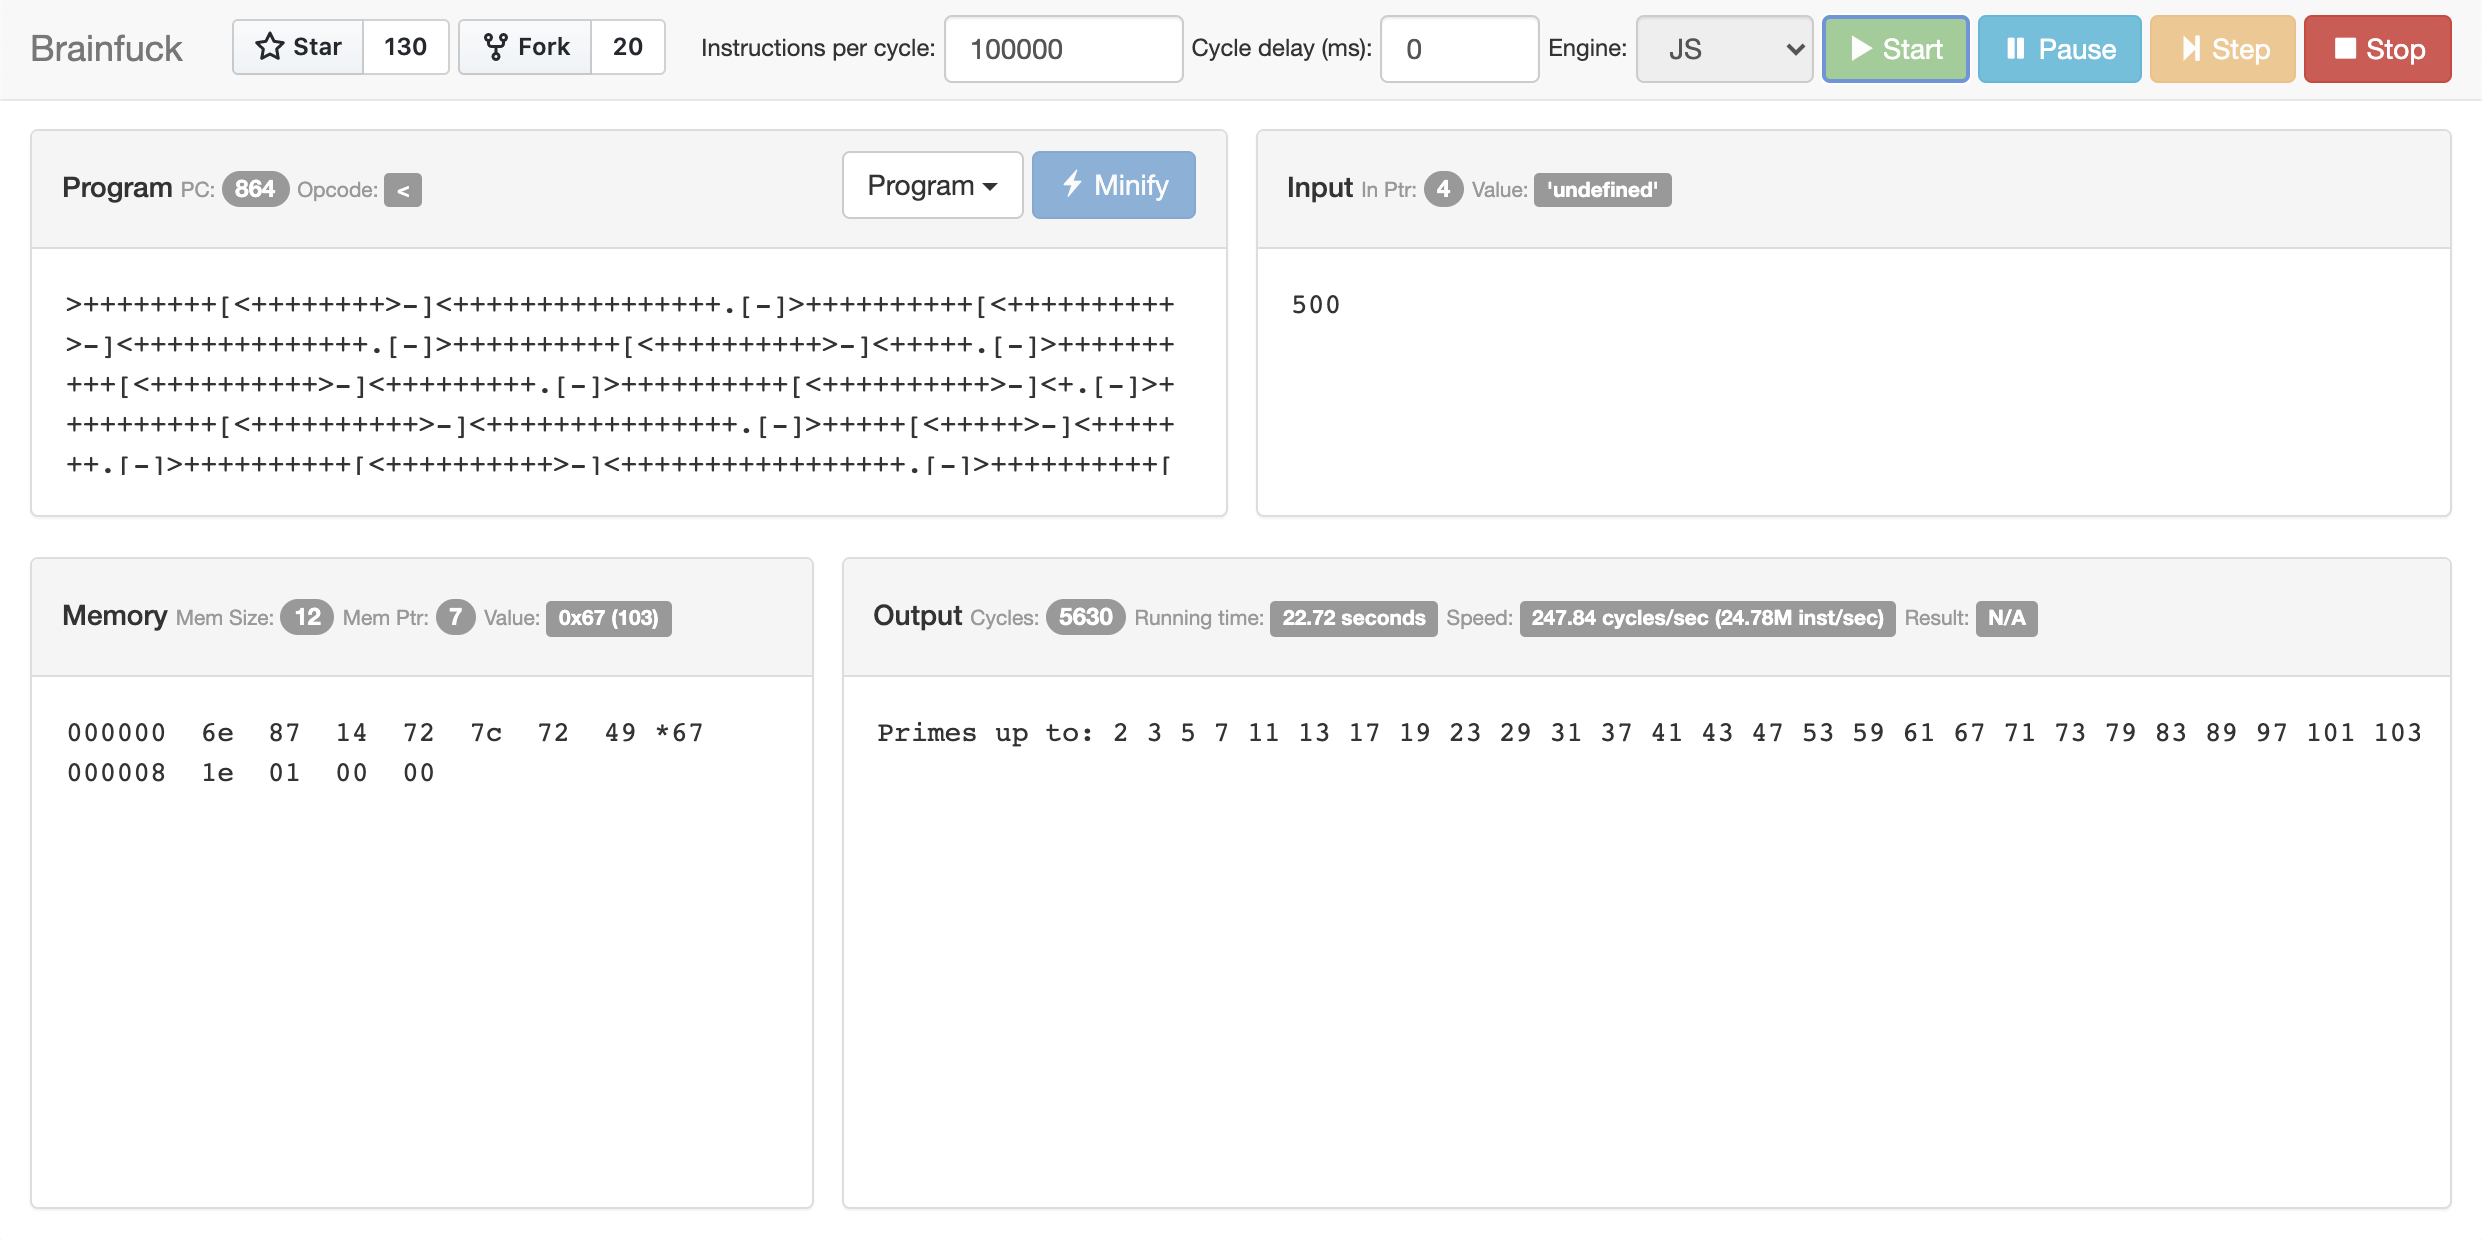 Brainfuck Star 130 Fork 20 Instructions per cycle: 100000 Cycle delay (ms): 0 Engine: JS Start Pause Step Stop
Program PC: 864 Opcode: < Program Minify
>++++++++[<++++++++>-]<++++++++++++++++.[-]>++++++++++[<++++++++++
>-]<++++++++++++++.[-]>++++++++++[<++++++++++>-]<+++++.[-]>+++++++
+++[<++++++++++>-]<+++++++++.[-]>++++++++++[<++++++++++>-]<+.[-]>+
+++++++++[<++++++++++>-]<+++++++++++++++.[-]>+++++[<+++++>-]<+++++
++.[-]>++++++++++[<++++++++++>-]<+++++++++++++++++.[-]>++++++++++[
Input In Ptr: 4 Value: 'undefined'
500
Memory Mem Size: 12 Mem Ptr: 7 Value: 0x67 (103)
000000 6e 87 14 72 7c 72 49 *67
000008 1e 01 00 00
Output Cycles: 5630 Running time: 22.72 seconds Speed: 247.84 cycles/sec (24.78M inst/sec) Result: N/A
Primes up to: 2 3 5 7 11 13 17 19 23 29 31 37 41 43 47 53 59 61 67 71 73 79 83 89 97 101 103